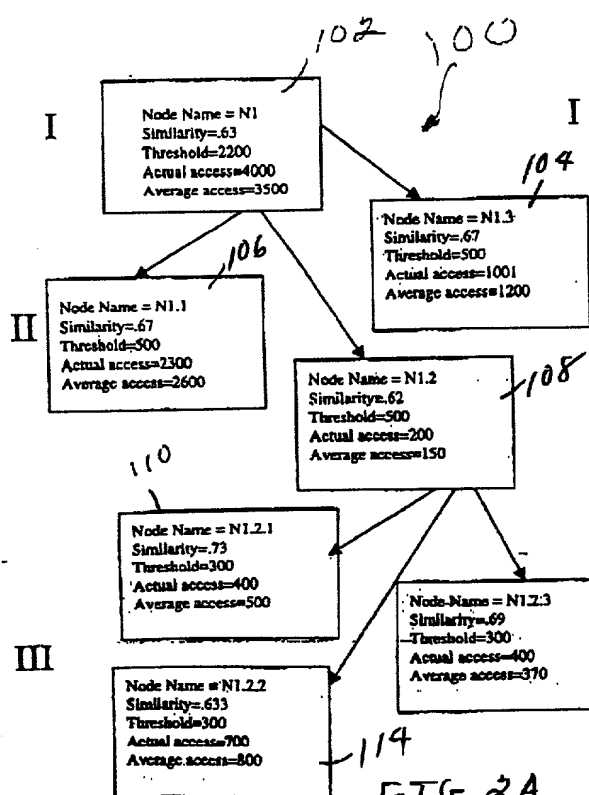 102
100
I
I
Node Name = N1
Similarity=.63
Threshold=2200
Actual access=4000
Average access=3500
104
Node Name = N1.3
Similarity=.67
Threshold=500
Actual access=1001
Average access=1200
106
II
Node Name = N1.1
Similarity=.67
Threshold=500
Actual access=2300
Average access=2600
108
Node Name = N1.2
Similarity=.62
Threshold=500
Actual access=200
Average access=150
110
Node Name = N1.2.1
Similarity=.73
Threshold=300
Actual access=400
Average access=500
Node Name = N1.2.3
Similarity=.69
Threshold=300
Actual access=400
Average access=370
III
Node Name = N1.2.2
Similarity=.633
Threshold=300
Actual access=700
Average access=800
114
FIG 2A